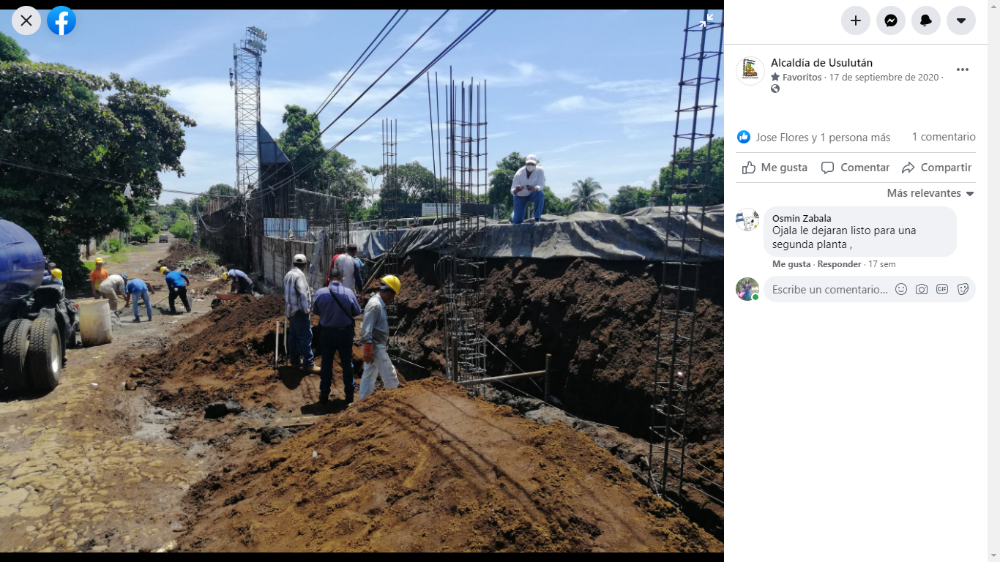 Alcaldía de Usulután
Favoritos · 17 de septiembre de 2020 ·
Jose Flores y 1 persona más
1 comentario
Me gusta
Comentar
Compartir
Más relevantes
Osmin Zabala
Ojala le dejaran listo para una
segunda planta ,
Me gusta · Responder · 17 sem
Escribe un comentario...
GIF